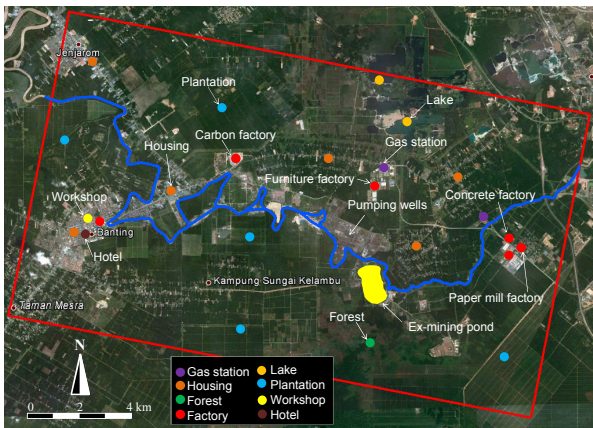 Jenjarom
Plantation
Lake
Housing
Carbon factory
Gas station
Furniture factory
Concrete factory
Workshop
Pumping wells
Banting
Hotel
Kampung Sungai Kelambu
Paper mill factory
Taman Mesra
Ex-mining pond
Forest
N
0 2 4 km
Gas station
Housing
Forest
Factory
Lake
Plantation
Workshop
Hotel